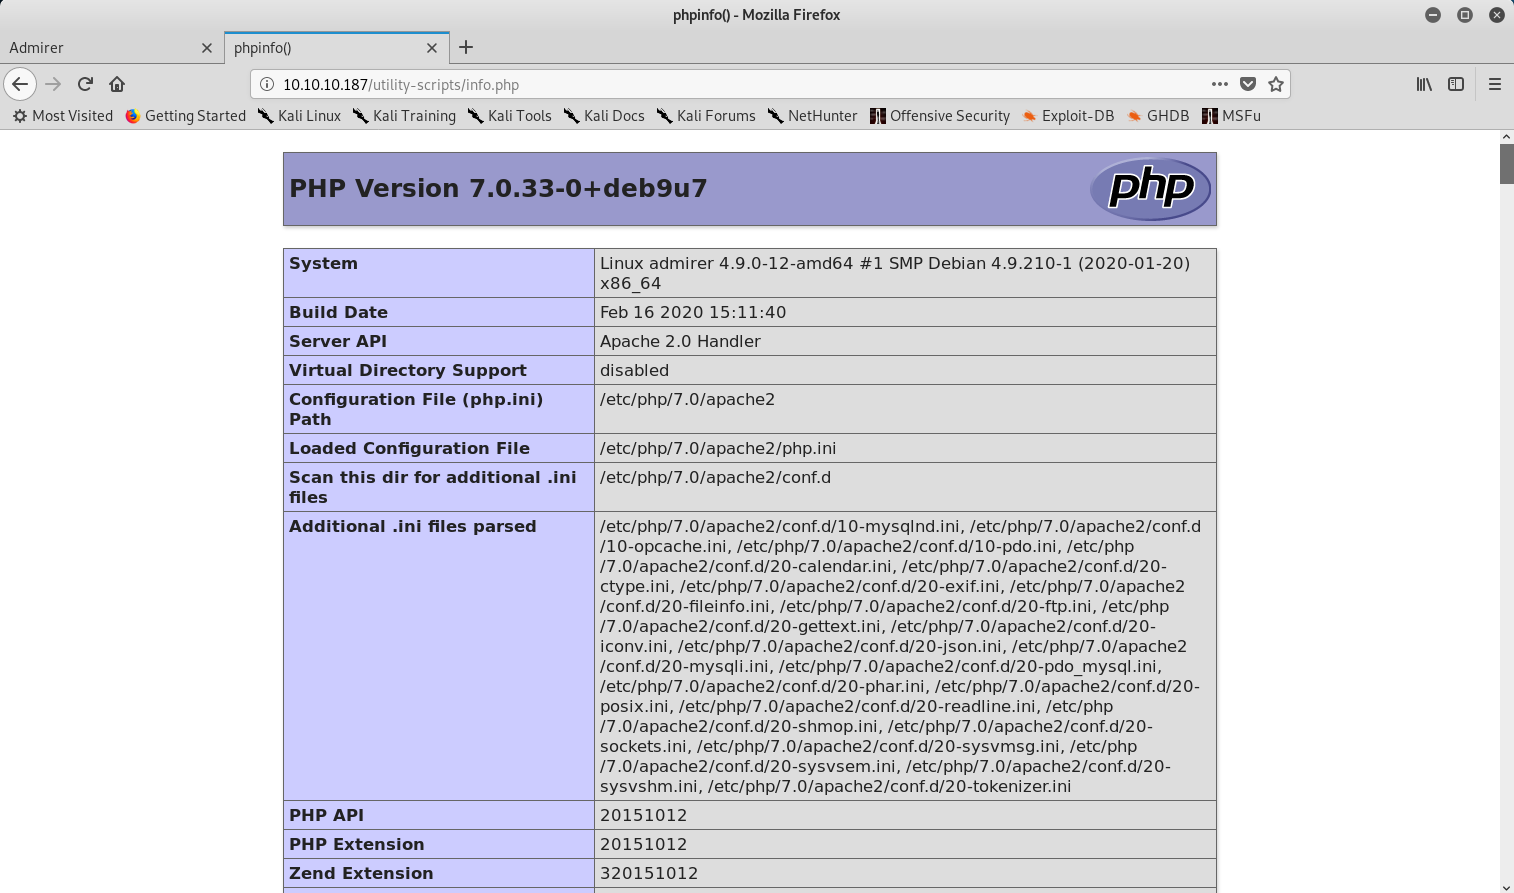 phpinfo() - Mozilla Firefox
Admirer
phpinfo()
10.10.10.187/utility-scripts/info.php
Most Visited Getting Started Kali Linux Kali Training Kali Tools Kali Docs Kali Forums NetHunter Offensive Security Exploit-DB GHDB MSFu
PHP Version 7.0.33-0+deb9u7
php
System
Linux admirer 4.9.0-12-amd64 #1 SMP Debian 4.9.210-1 (2020-01-20)
x86_64
Build Date
Feb 16 2020 15:11:40
Server API
Apache 2.0 Handler
Virtual Directory Support
disabled
Configuration File (php.ini)
Path
/etc/php/7.0/apache2
Loaded Configuration File
/etc/php/7.0/apache2/php.ini
Scan this dir for additional .ini
files
/etc/php/7.0/apache2/conf.d
Additional .ini files parsed
/etc/php/7.0/apache2/conf.d/10-mysqlnd.ini, /etc/php/7.0/apache2/conf.d
/10-opcache.ini, /etc/php/7.0/apache2/conf.d/10-pdo.ini, /etc/php
/7.0/apache2/conf.d/20-calendar.ini, /etc/php/7.0/apache2/conf.d/20-
ctype.ini, /etc/php/7.0/apache2/conf.d/20-exif.ini, /etc/php/7.0/apache2
/conf.d/20-fileinfo.ini, /etc/php/7.0/apache2/conf.d/20-ftp.ini, /etc/php
/7.0/apache2/conf.d/20-gettext.ini, /etc/php/7.0/apache2/conf.d/20-
iconv.ini, /etc/php/7.0/apache2/conf.d/20-json.ini, /etc/php/7.0/apache2
/conf.d/20-mysqli.ini, /etc/php/7.0/apache2/conf.d/20-pdo_mysql.ini,
/etc/php/7.0/apache2/conf.d/20-phar.ini, /etc/php/7.0/apache2/conf.d/20-
posix.ini, /etc/php/7.0/apache2/conf.d/20-readline.ini, /etc/php
/7.0/apache2/conf.d/20-shmop.ini, /etc/php/7.0/apache2/conf.d/20-
sockets.ini, /etc/php/7.0/apache2/conf.d/20-sysvmsg.ini, /etc/php
/7.0/apache2/conf.d/20-sysvsem.ini, /etc/php/7.0/apache2/conf.d/20-
sysvshm.ini, /etc/php/7.0/apache2/conf.d/20-tokenizer.ini
PHP API
20151012
PHP Extension
20151012
Zend Extension
320151012